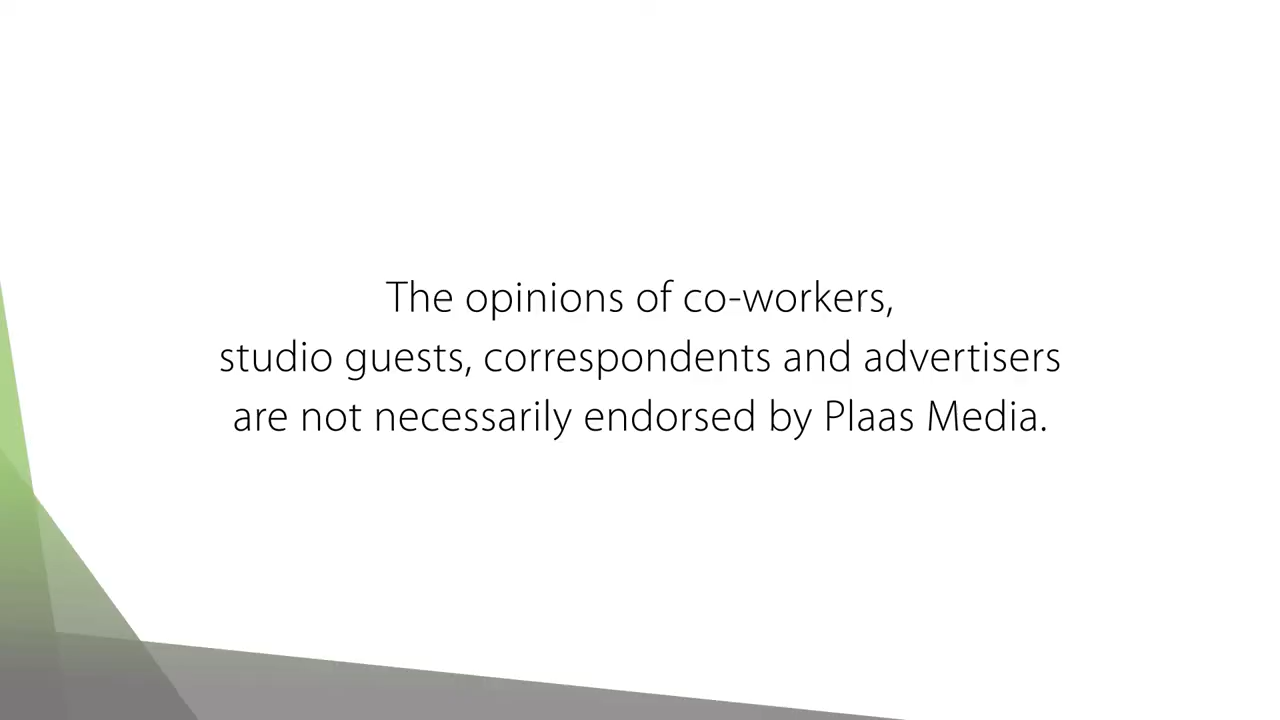 The opinions of co-workers,
studio guests, correspondents and advertisers
are not necessarily endorsed by Plaas Media.